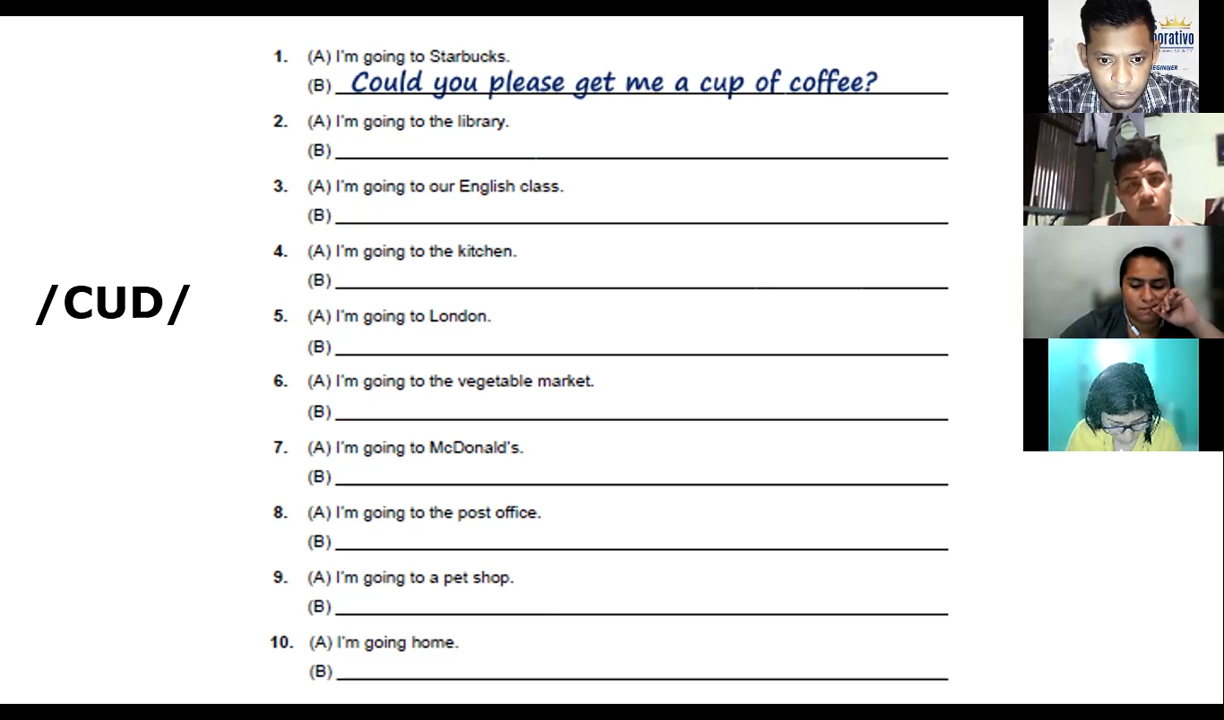 1. (A) I'm going to Starbucks.
(B) Could you please get me a cup of coffee?
2. (A) I'm going to the library.
(B)
3. (A) I'm going to our English class.
(B)
4. (A) I'm going to the kitchen.
(B)
/CUD/
5. (A) I'm going to London.
(B)
6. (A) I'm going to the vegetable market.
(B)
7. (A) I'm going to McDonald's.
(B)
8. (A) I'm going to the post office.
(B)
9. (A) I'm going to a pet shop.
(B)
10. (A) I'm going home.
(B)